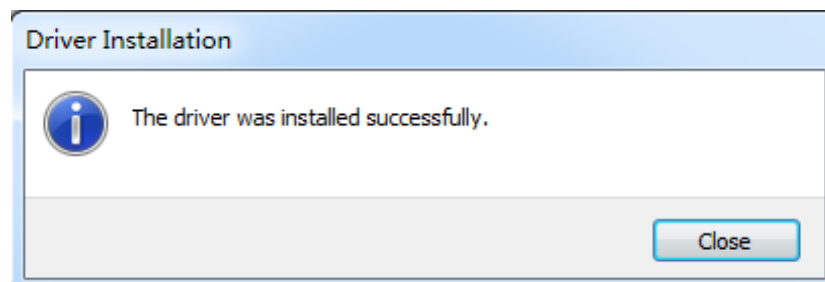 Driver Installation
The driver was installed successfully.
Close